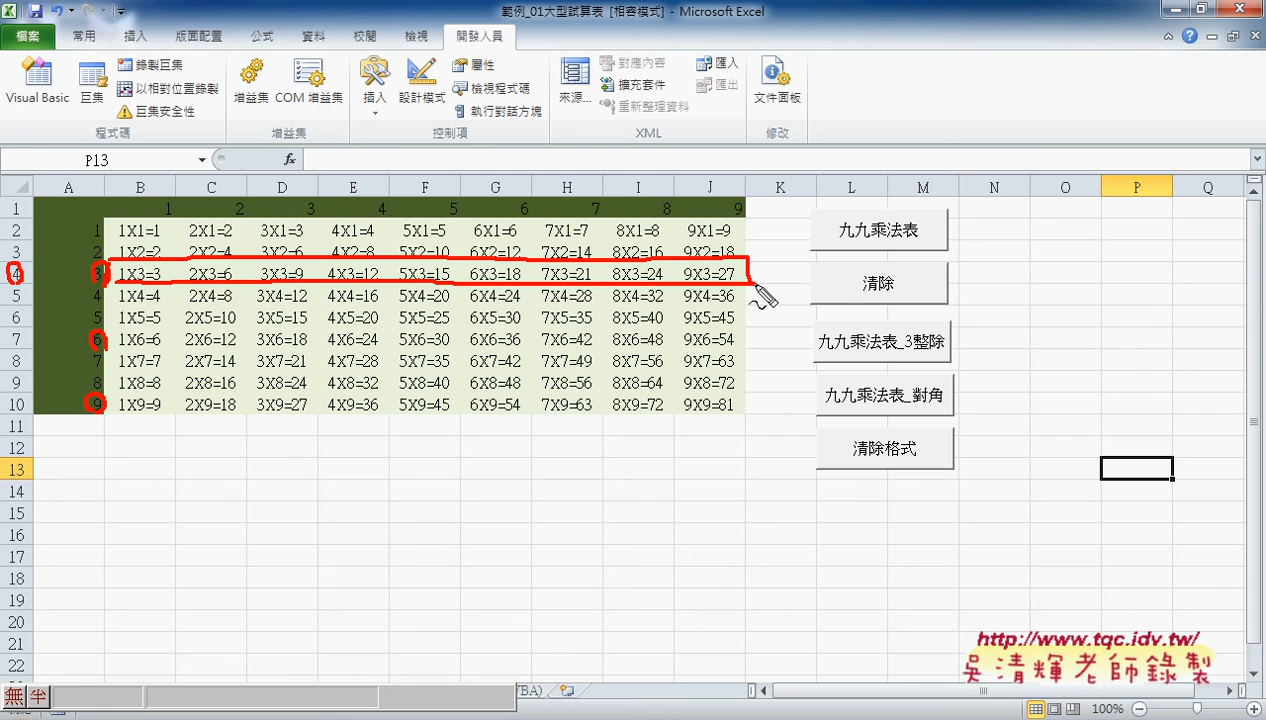 範例_01大型試算表 [相容模式] - Microsoft Excel
檔案 常用 插入 版面配置 公式 資料 校閱 檢視 開發人員
Visual Basic 巨集 錄製巨集 以相對位置錄製 巨集安全性 程式碼
增益集 COM 增益集 增益集
插入 設計模式 屬性 檢視程式碼 執行對話方塊 控制項
來源... 對應內容 擴充套件 重新整理資料 匯入 匯出 XML
文件面板 修改
P13 fx
A B C D E F G H I J K L M N O P Q
1 1 2 3 4 5 6 7 8 9
2 1 1X1=1 2X1=2 3X1=3 4X1=4 5X1=5 6X1=6 7X1=7 8X1=8 9X1=9
3 2 1X2=2 2X2=4 3X2=6 4X2=8 5X2=10 6X2=12 7X2=14 8X2=16 9X2=18
4 3 1X3=3 2X3=6 3X3=9 4X3=12 5X3=15 6X3=18 7X3=21 8X3=24 9X3=27
5 4 1X4=4 2X4=8 3X4=12 4X4=16 5X4=20 6X4=24 7X4=28 8X4=32 9X4=36
6 5 1X5=5 2X5=10 3X5=15 4X5=20 5X5=25 6X5=30 7X5=35 8X5=40 9X5=45
7 6 1X6=6 2X6=12 3X6=18 4X6=24 5X6=30 6X6=36 7X6=42 8X6=48 9X6=54
8 7 1X7=7 2X7=14 3X7=21 4X7=28 5X7=35 6X7=42 7X7=49 8X7=56 9X7=63
9 8 1X8=8 2X8=16 3X8=24 4X8=32 5X8=40 6X8=48 7X8=56 8X8=64 9X8=72
10 9 1X9=9 2X9=18 3X9=27 4X9=36 5X9=45 6X9=54 7X9=63 8X9=72 9X9=81
11
12
13
14
15
16
17
18
19
20
21
22
九九乘法表
清除
九九乘法表_3整除
九九乘法表_對角
清除格式
http://www.tqc.idv.tw/
吳清輝老師錄製
無 半 VBA)
100%